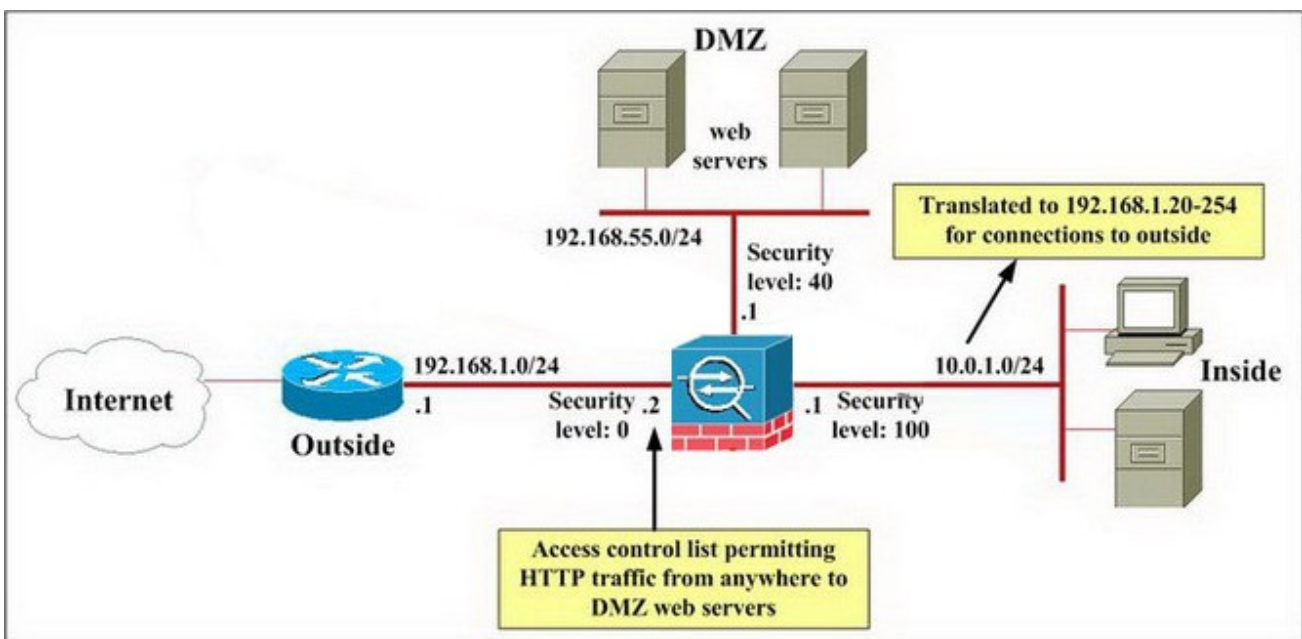 DMZ
web
servers
192.168.55.0/24
Security
level: 40
.1
Translated to 192.168.1.20-254
for connections to outside
Internet
Outside
192.168.1.0/24
.1
Security
level: 0
.2
.1
Security
level: 100
10.0.1.0/24
Inside
Access control list permitting
HTTP traffic from anywhere to
DMZ web servers